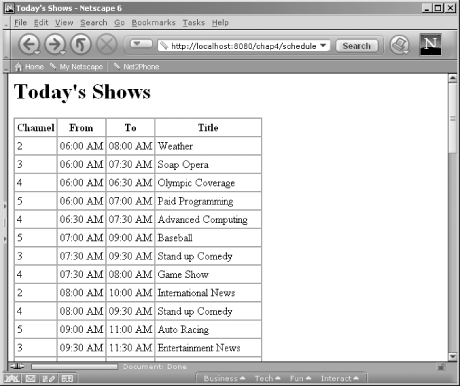 Today's Shows - Netscape 6
File Edit View Search Go Bookmarks Tasks Help
http://localhost:8080/chap4/schedule Search N
Home My Netscape Net2Phone
Today's Shows
Channel From To Title
2 06:00 AM 08:00 AM Weather
3 06:00 AM 07:30 AM Soap Opera
4 06:00 AM 06:30 AM Olympic Coverage
5 06:00 AM 07:00 AM Paid Programming
4 06:30 AM 07:30 AM Advanced Computing
5 07:00 AM 09:00 AM Baseball
3 07:30 AM 09:30 AM Stand up Comedy
4 07:30 AM 08:00 AM Game Show
2 08:00 AM 10:00 AM International News
4 08:00 AM 09:30 AM Stand up Comedy
5 09:00 AM 11:00 AM Auto Racing
3 09:30 AM 11:30 AM Entertainment News
Document: Done
Business Tech Fun Interact